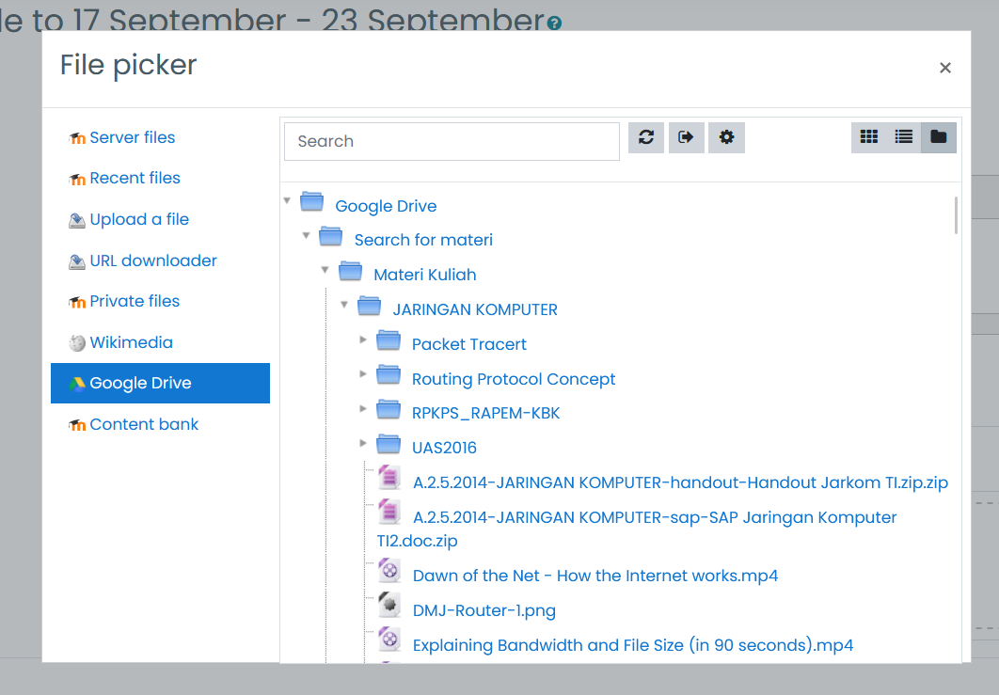 le to 17 September - 23 September
File picker
Server files
Recent files
Upload a file
URL downloader
Private files
Wikimedia
Google Drive
Content bank
Search
Google Drive
Search for materi
Materi Kuliah
JARINGAN KOMPUTER
Packet Tracert
Routing Protocol Concept
RPKPS_RAPEM-KBK
UAS2016
A.2.5.2014-JARINGAN KOMPUTER-handout-Handout Jarkom TI.zip.zip
A.2.5.2014-JARINGAN KOMPUTER-sap-SAP Jaringan Komputer
TI2.doc.zip
Dawn of the Net - How the Internet works.mp4
DMJ-Router-1.png
Explaining Bandwidth and File Size (in 90 seconds).mp4